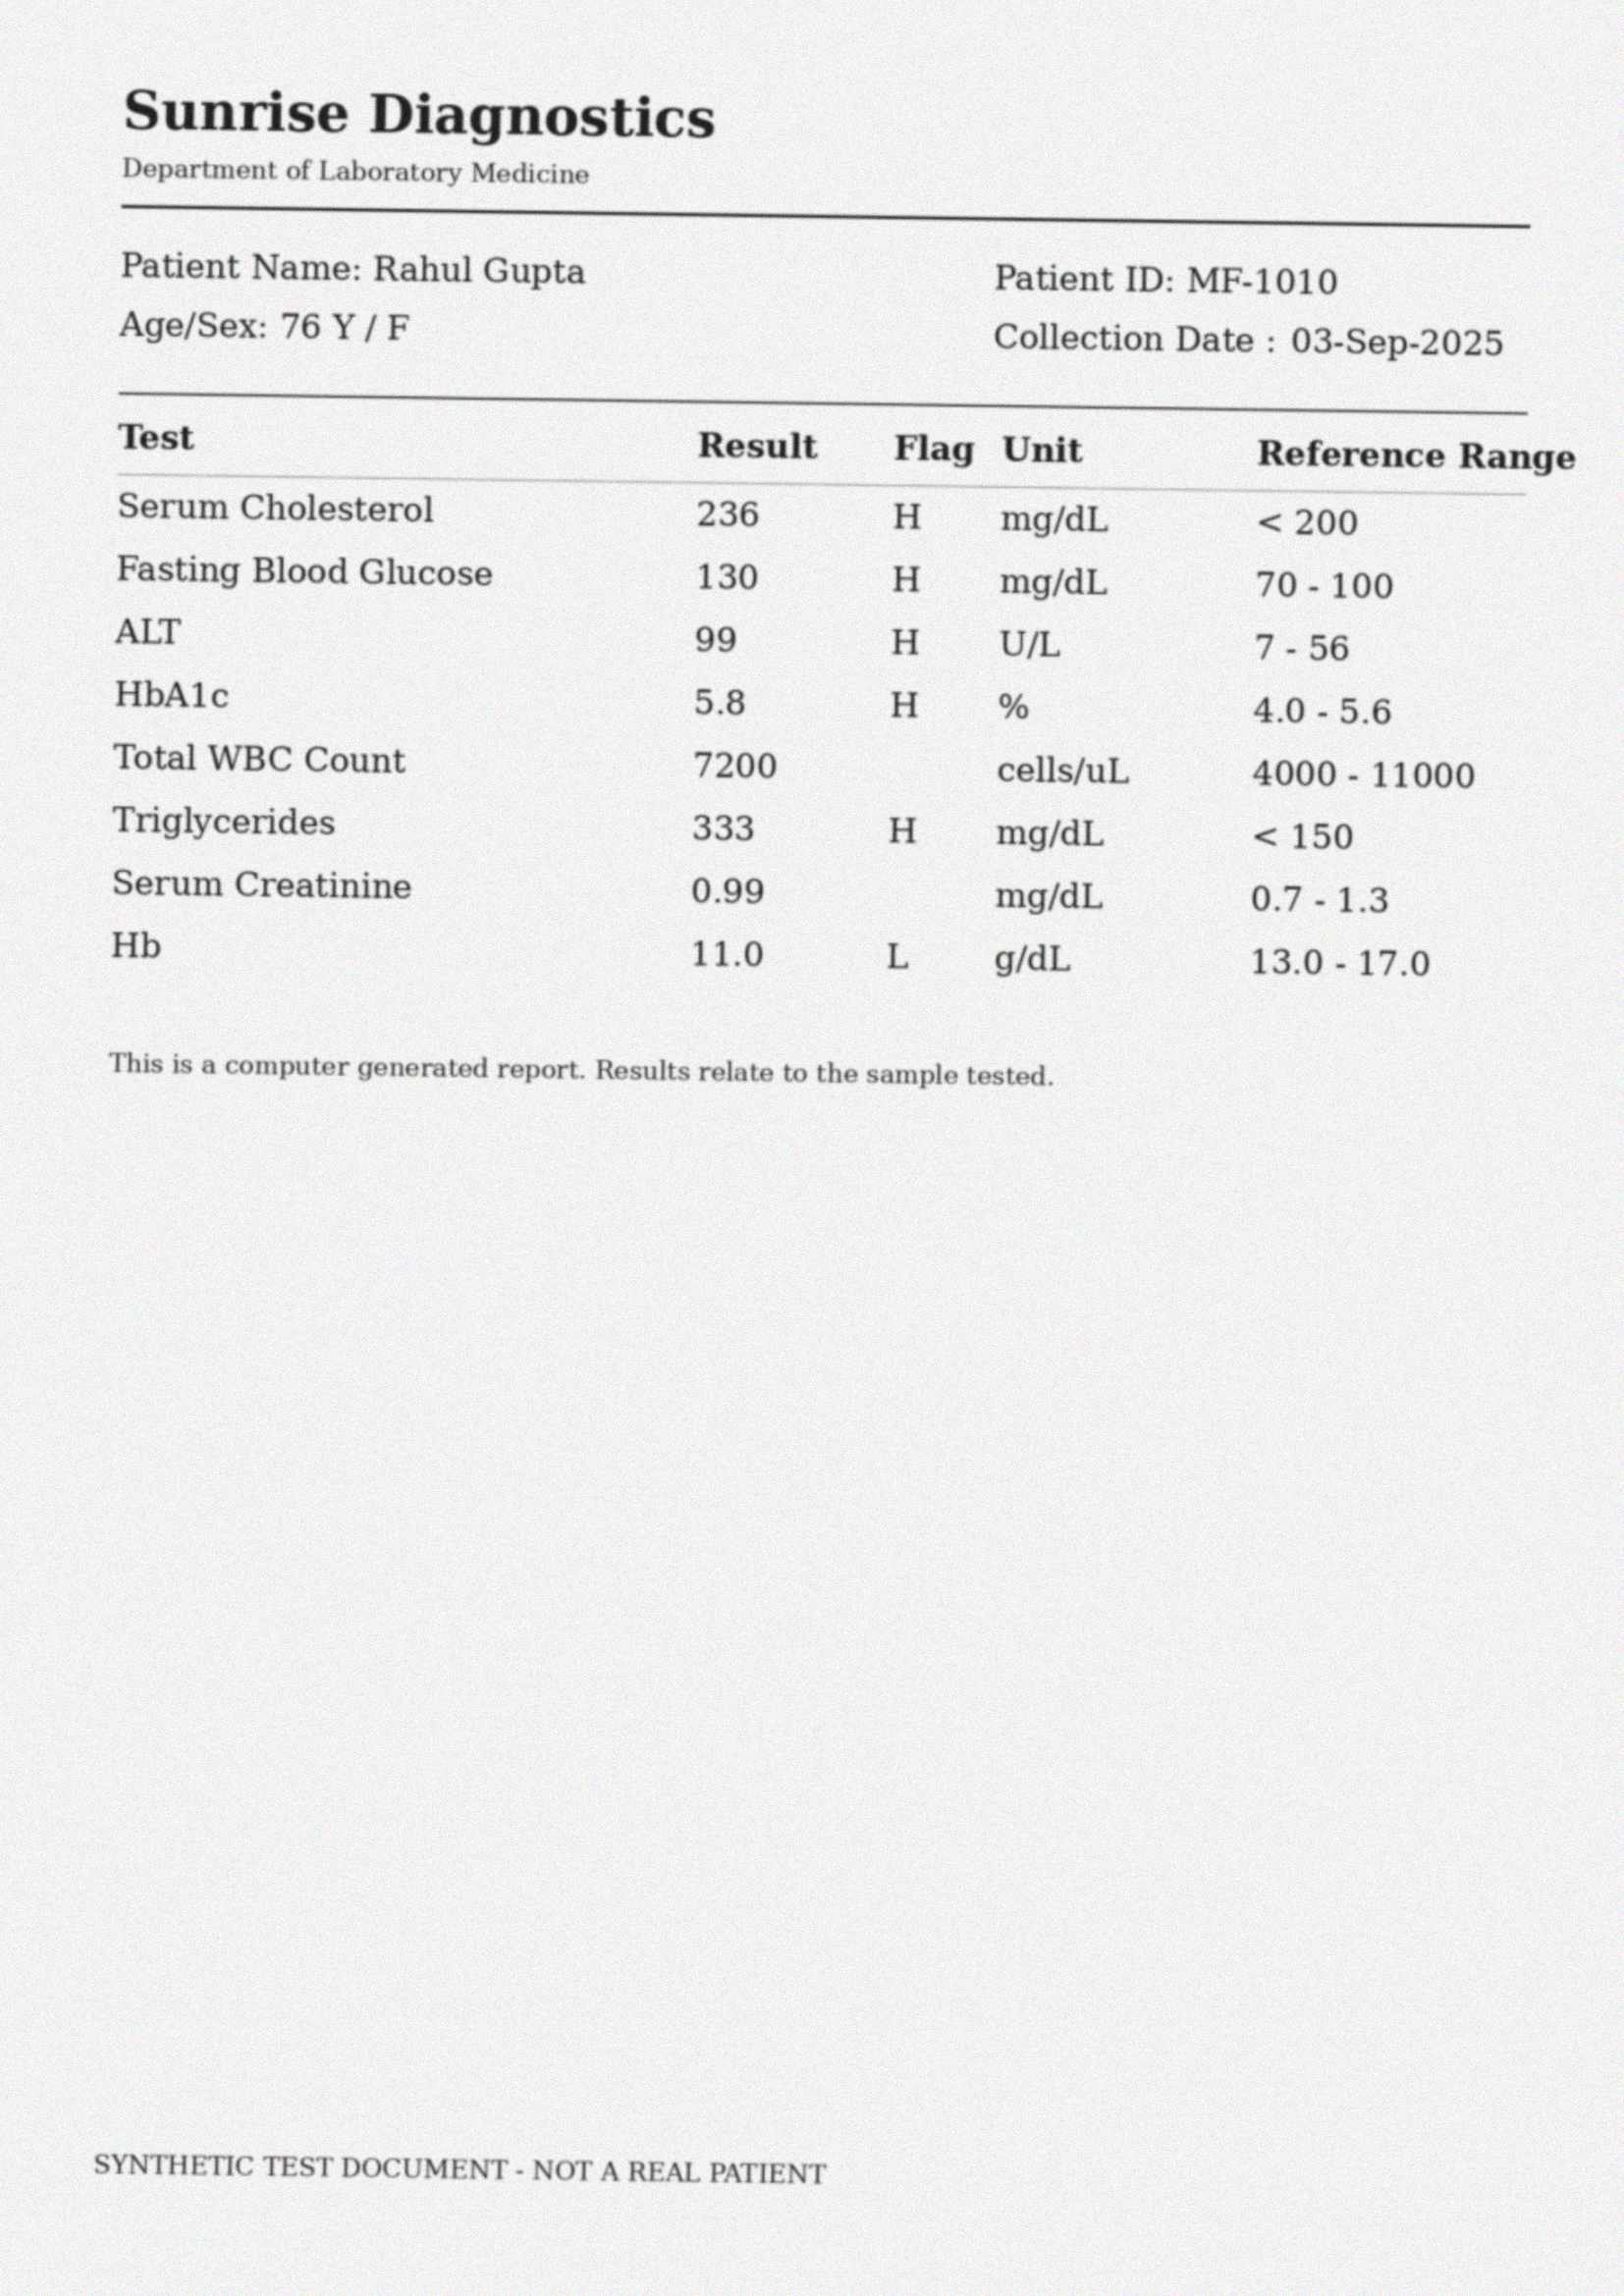 Sunrise Diagnostics
Department of Laboratory Medicine
Patient Name: Rahul Gupta Patient ID: MF-1010
Age/Sex: 76 Y / F Collection Date : 03-Sep-2025
Test Result Flag Unit Reference Range
Serum Cholesterol 236 H mg/dL < 200
Fasting Blood Glucose 130 H mg/dL 70 - 100
ALT 99 H U/L 7 - 56
HbA1c 5.8 H % 4.0 - 5.6
Total WBC Count 7200 cells/uL 4000 - 11000
Triglycerides 333 H mg/dL < 150
Serum Creatinine 0.99 mg/dL 0.7 - 1.3
Hb 11.0 L g/dL 13.0 - 17.0
This is a computer generated report. Results relate to the sample tested.
SYNTHETIC TEST DOCUMENT - NOT A REAL PATIENT